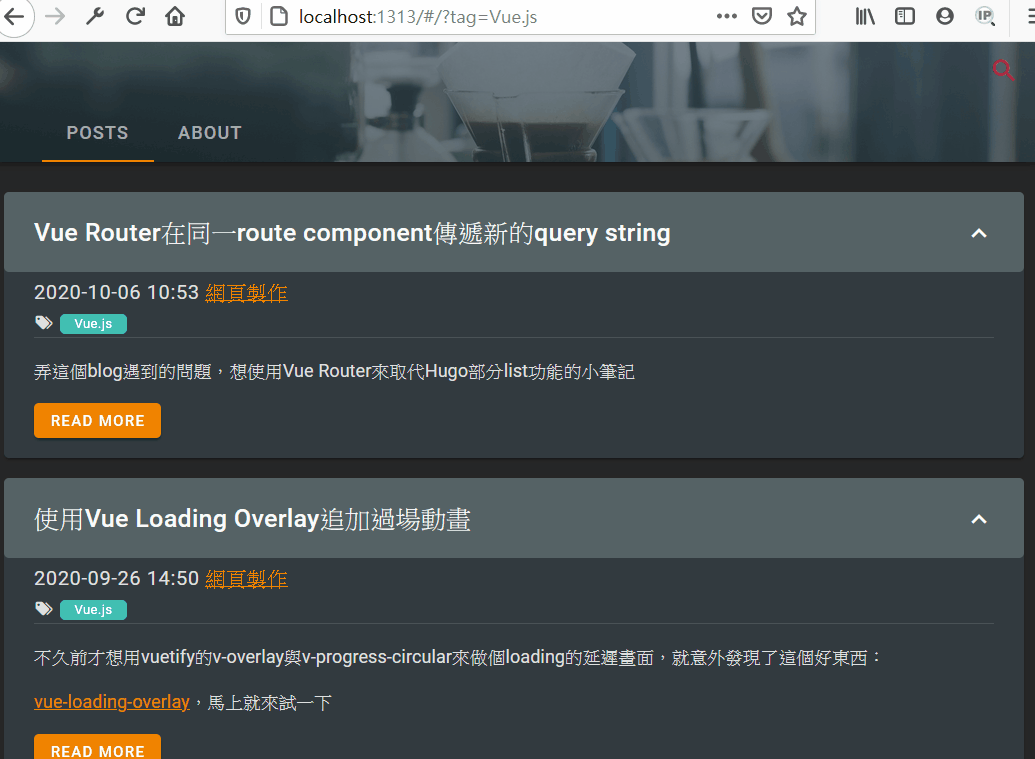 localhost:1313/#/?tag=Vue.js
IP
POSTS ABOUT
Vue Router在同一route component傳遞新的query string
2020-10-06 10:53 網頁製作
Vue.js
弄這個blog遇到的問題，想使用Vue Router來取代Hugo部分list功能的小筆記
READ MORE
使用Vue Loading Overlay追加過場動畫
2020-09-26 14:50 網頁製作
Vue.js
不久前才想用vuetify的v-overlay與v-progress-circular來做個loading的延遲畫面，就意外發現了這個好東西：
vue-loading-overlay，馬上就來試一下
READ MORE